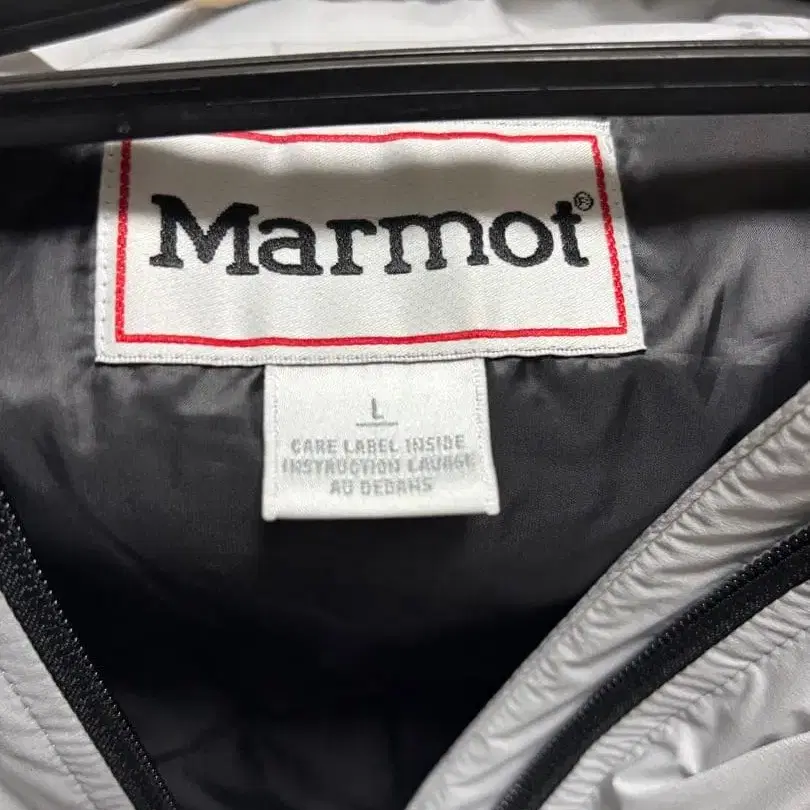 Marmot®
L
CARE LABEL INSIDE
INSTRUCTION LAVAGE
AU DEDANS